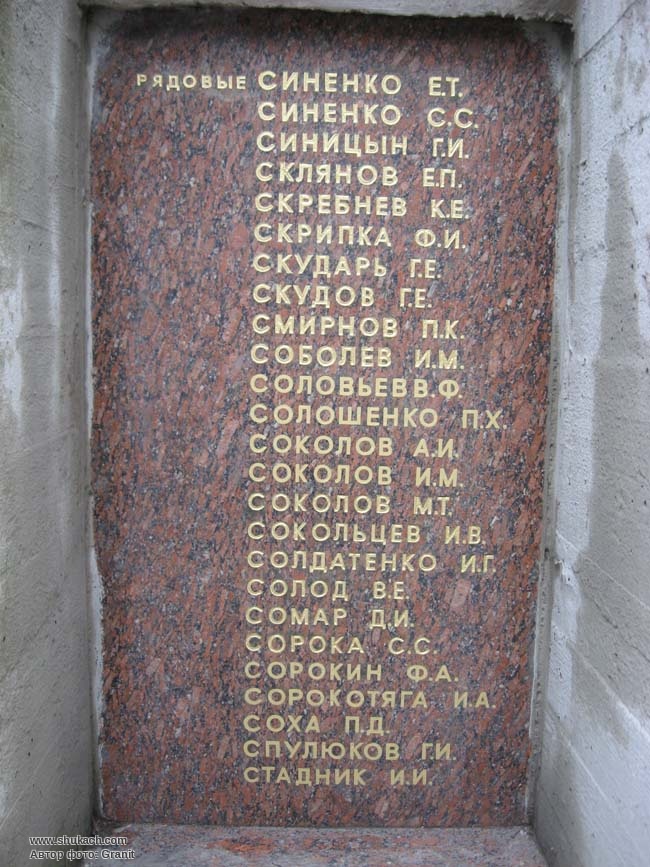 РЯДОВЫЕ СИНЕНКО Е.Т.
СИНЕНКО С.С.
СИНИЦЫН Г.И.
СКЛЯНОВ Е.П.
СКРЕБНЕВ К.Е.
СКРИПКА Ф.И.
СКУДАРЬ Г.Е.
СКУДОВ Г.Е.
СМИРНОВ П.К.
СОБОЛЕВ И.М.
СОЛОВЬЕВ В.Ф.
СОЛОШЕНКО П.Х.
СОКОЛОВ А.И.
СОКОЛОВ И.М.
СОКОЛОВ М.Т.
СОКОЛЬЦЕВ И.В.
СОЛДАТЕНКО И.Г.
СОЛОД В.Е.
СОМАР Д.И.
СОРОКА С.С.
СОРОКИН Ф.А.
СОРОКОТЯГА И.А.
СОХА П.Д.
СПУЛЮКОВ Г.И.
СТАДНИК И.И.
www.shukach.com
Автор фото: Granit